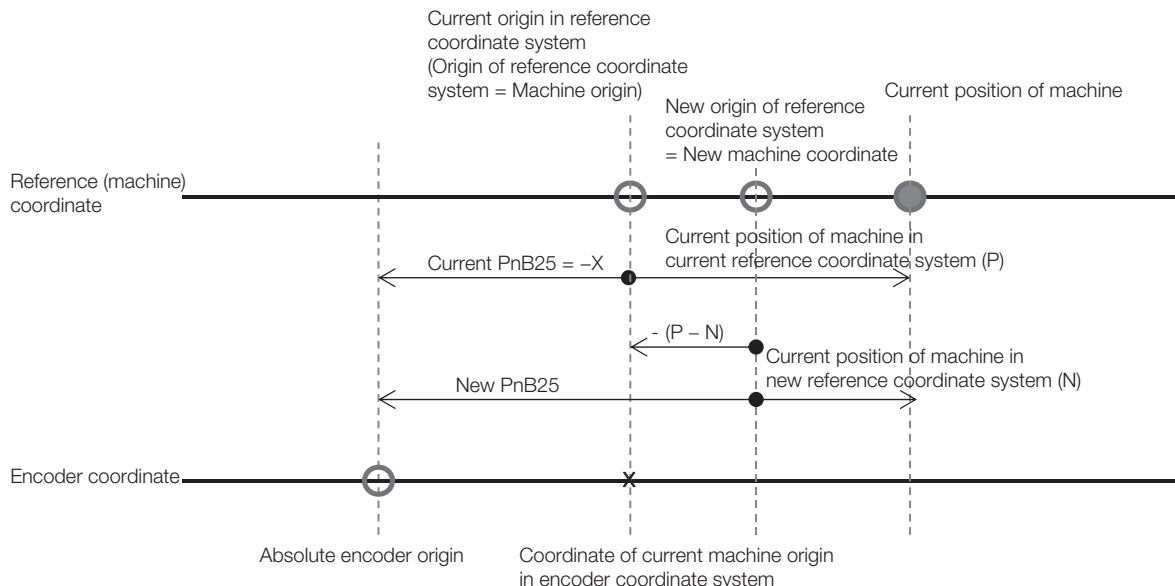 Current origin in reference
coordinate system
(Origin of reference coordinate
system = Machine origin)
New origin of reference
coordinate system
= New machine coordinate
Current position of machine
Reference (machine)
coordinate
Current PnB25 = –X
Current position of machine in
current reference coordinate system (P)
- (P – N)
Current position of machine in
new reference coordinate system (N)
New PnB25
Encoder coordinate
X
Absolute encoder origin
Coordinate of current machine origin
in encoder coordinate system